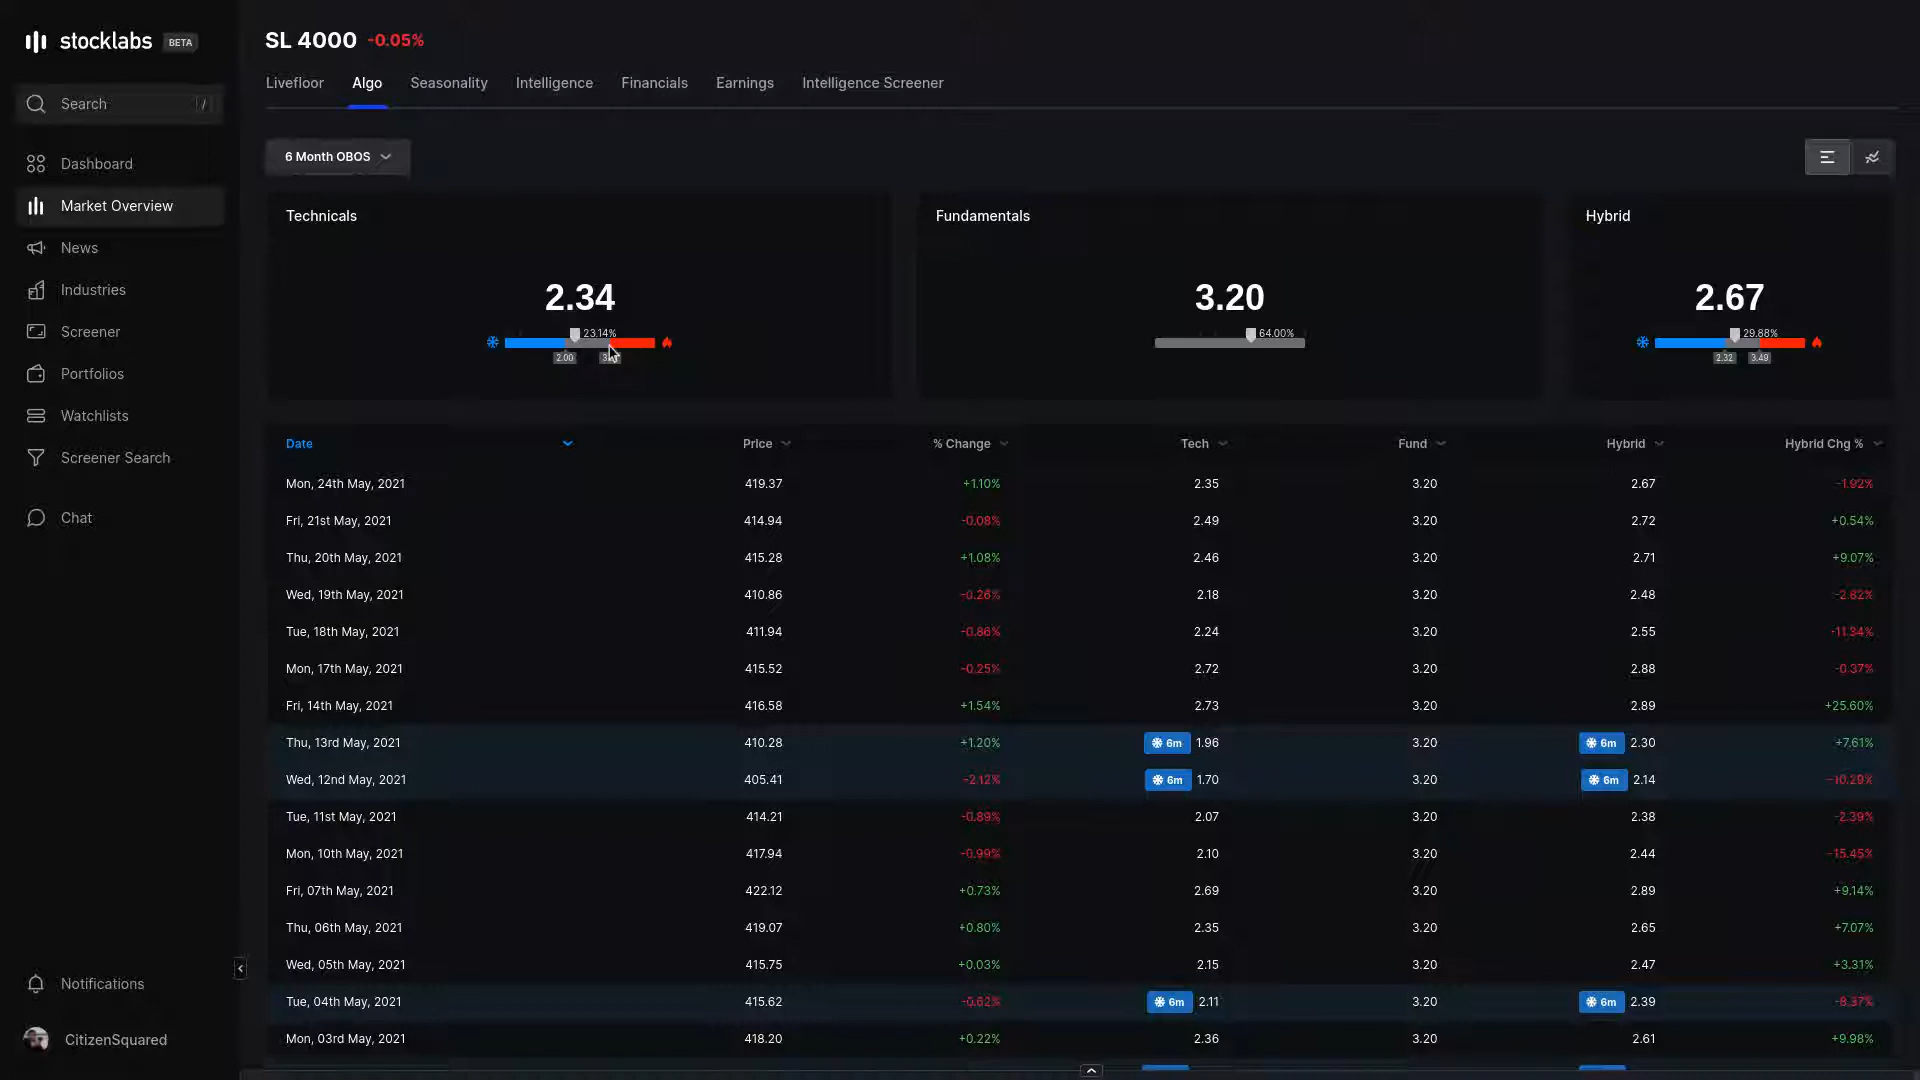 stocklabs BETA
SL 4000 -0.05%
Search /
Livefloor Algo Seasonality Intelligence Financials Earnings Intelligence Screener
Dashboard
Market Overview
News
Industries
Screener
Portfolios
Watchlists
Screener Search
Chat
Notifications
CitizenSquared
6 Month OBOS
Technicals
2.34
23.14%
2.00
Fundamentals
3.20
64.00%
Hybrid
2.67
29.88%
2.32 3.49
Date Price % Change Tech Fund Hybrid Hybrid Chg %
Mon, 24th May, 2021 419.37 +1.10% 2.35 3.20 2.67 -1.92%
Fri, 21st May, 2021 414.94 -0.08% 2.49 3.20 2.72 +0.54%
Thu, 20th May, 2021 415.28 +1.08% 2.46 3.20 2.71 +9.07%
Wed, 19th May, 2021 410.86 -0.26% 2.18 3.20 2.48 -2.82%
Tue, 18th May, 2021 411.94 -0.86% 2.24 3.20 2.55 -11.34%
Mon, 17th May, 2021 415.52 -0.25% 2.72 3.20 2.88 -0.37%
Fri, 14th May, 2021 416.58 +1.54% 2.73 3.20 2.89 +25.60%
Thu, 13rd May, 2021 410.28 +1.20% 6m 1.96 3.20 6m 2.30 +7.61%
Wed, 12nd May, 2021 405.41 -2.12% 6m 1.70 3.20 6m 2.14 -10.29%
Tue, 11st May, 2021 414.21 -0.89% 2.07 3.20 2.38 -2.39%
Mon, 10th May, 2021 417.94 -0.99% 2.10 3.20 2.44 -15.45%
Fri, 07th May, 2021 422.12 +0.73% 2.69 3.20 2.89 +9.14%
Thu, 06th May, 2021 419.07 +0.80% 2.35 3.20 2.65 +7.07%
Wed, 05th May, 2021 415.75 +0.03% 2.15 3.20 2.47 +3.31%
Tue, 04th May, 2021 415.62 -0.62% 6m 2.11 3.20 6m 2.39 -8.37%
Mon, 03rd May, 2021 418.20 +0.22% 2.36 3.20 2.61 +9.98%